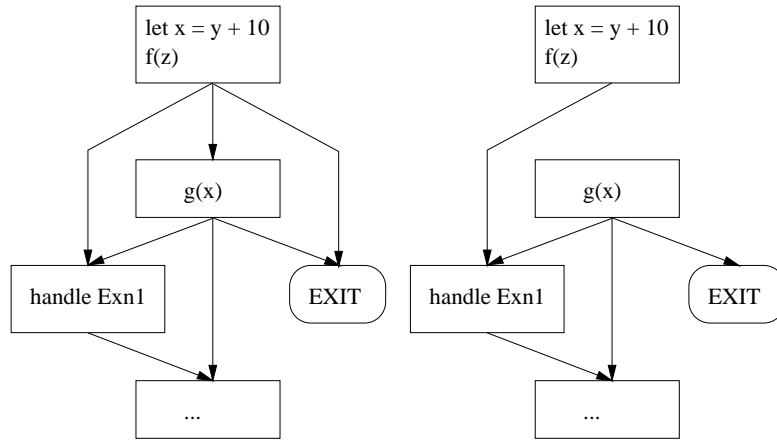 let x = y + 10
f(z)
g(x)
handle Exn1
EXIT
...
let x = y + 10
f(z)
g(x)
handle Exn1
EXIT
...